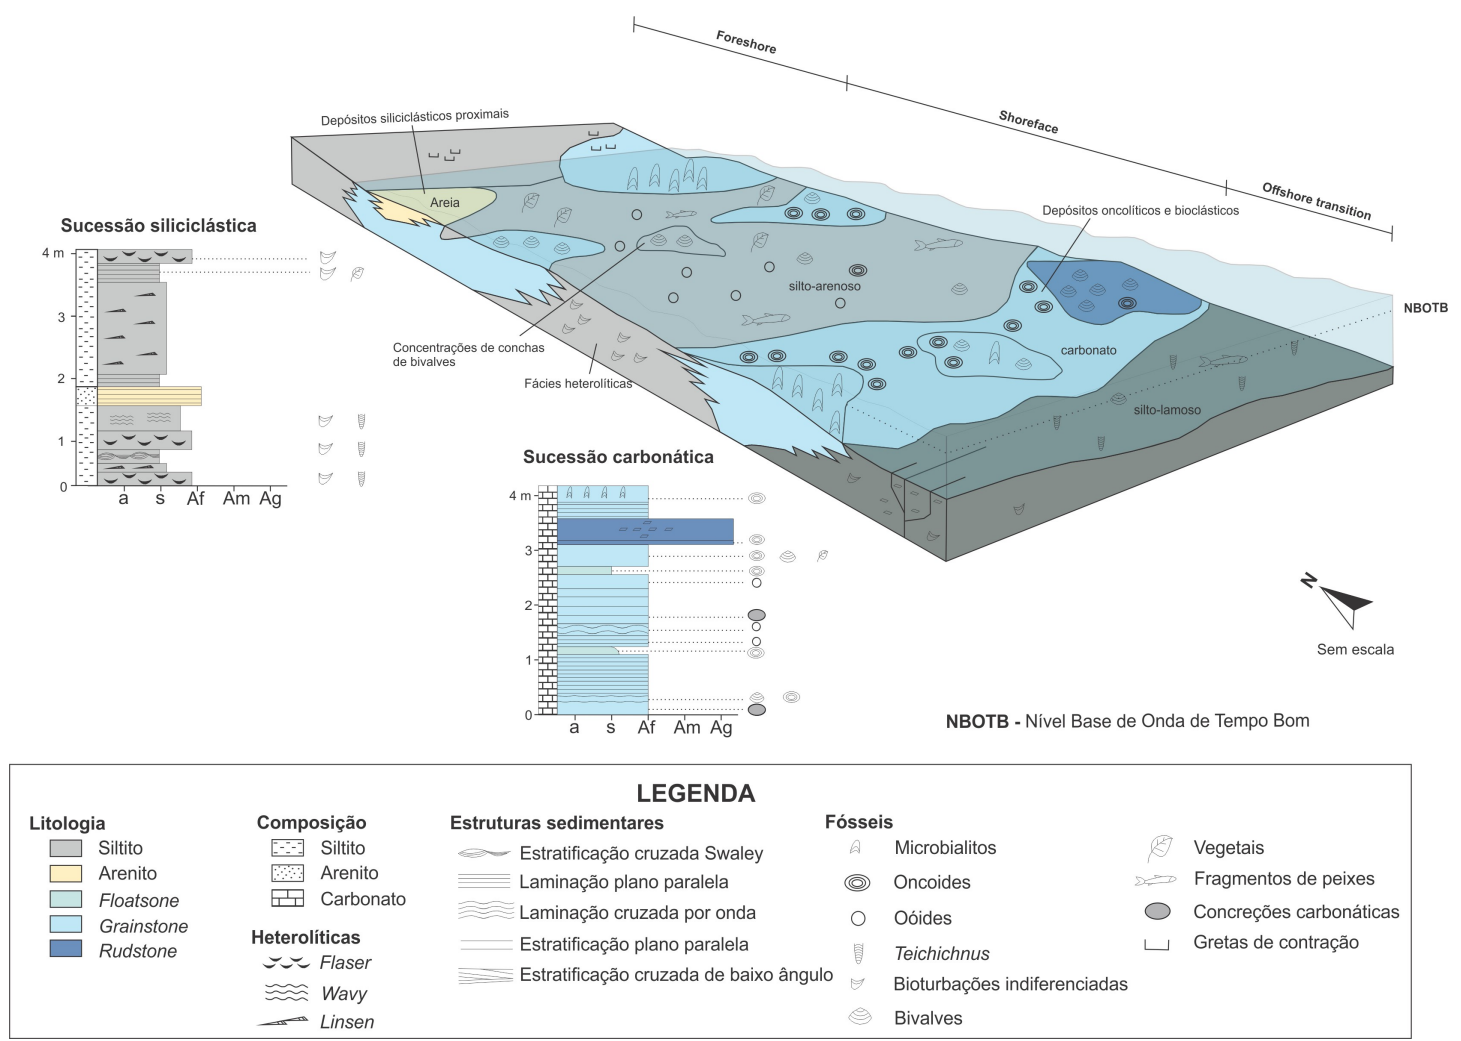 Foreshore
Shoreface
Offshore transition
Depósitos siliciclásticos proximais
Areia
Depósitos oncolíticos e bioclásticos
silto-arenoso
NBOTB
Concentrações de conchas
de bivalves
Fácies heterolíticas
carbonato
silto-lamoso
Sucessão siliciclástica
4 m
3
2
1
0
a s Af Am Ag
Sucessão carbonática
4 m
3
2
1
0
a s Af Am Ag
N
Sem escala
NBOTB - Nível Base de Onda de Tempo Bom
LEGENDA
Litologia
Siltito
Arenito
Floatsone
Grainstone
Rudstone
Composição
Siltito
Arenito
Carbonato
Heterolíticas
Flaser
Wavy
Linsen
Estruturas sedimentares
Estratificação cruzada Swaley
Laminação plano paralela
Laminação cruzada por onda
Estratificação plano paralela
Estratificação cruzada de baixo ângulo
Fósseis
Microbialitos
Oncoides
Oóides
Teichichnus
Bioturbações indiferenciadas
Bivalves
Vegetais
Fragmentos de peixes
Concreções carbonáticas
Gretas de contração